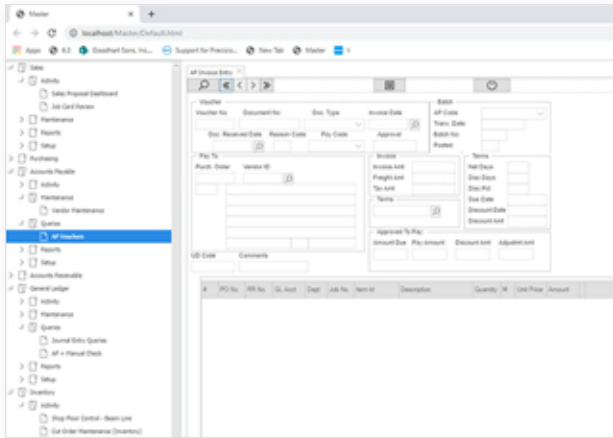 Master
localhost/Master/Default.html
Apps 6.0 Goodhart Sons, Inc... Support for Precisio... New Tab Master
Sales
Activity
Sales Proposal Dashboard
Job Card Review
Maintenance
Reports
Setup
Purchasing
Accounts Payable
Activity
Maintenance
Vendor Maintenance
Queries
AP Vouchers
Reports
Setup
Accounts Receivable
General Ledger
Activity
Maintenance
Queries
Journal Entry Queries
AP + Manual Check
Reports
Setup
Inventory
Activity
Shop Floor Control - Beam Line
Cut Order Maintenance (Inventory)
AP Invoice Entry
Voucher
Voucher No Document No Doc. Type Invoice Date
Doc. Received Date Reason Code Pay Code Approval
Batch
AP Code
Trans. Date
Batch No
Posted
Pay To
Purch. Order Vendor ID
Invoice
Invoice Amt
Freight Amt
Tax Amt
Terms
Terms
Net Days
Disc Days
Disc Pct
Due Date
Discount Date
Discount Amt
Approved To Pay
Amount Due Pay Amount Discount Amt Adjustmt Amt
UD Code Comments
# PO No RR No GL Acct Dept Job No Item Id Description Quantity M Unit Price Amount